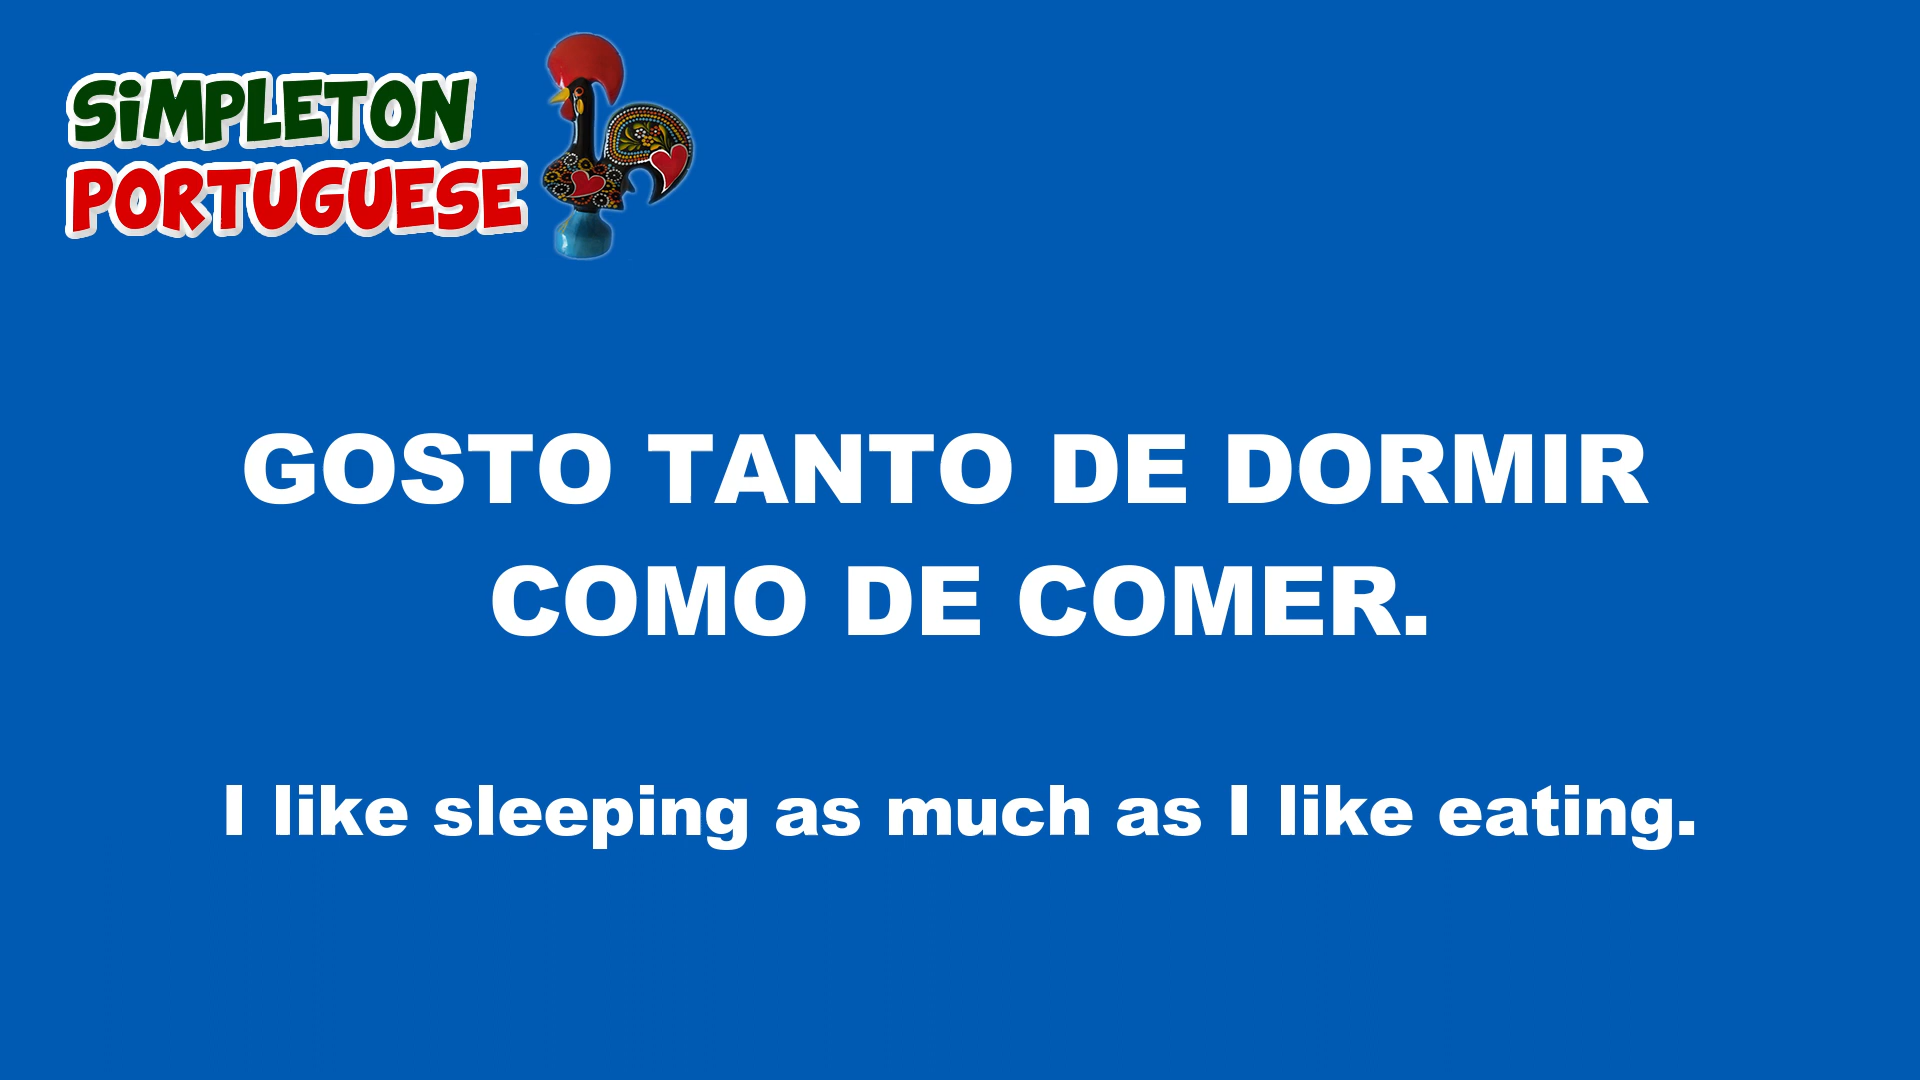 SiMPLETON
PORTUGUESE
GOSTO TANTO DE DORMIR
COMO DE COMER.
I like sleeping as much as I like eating.